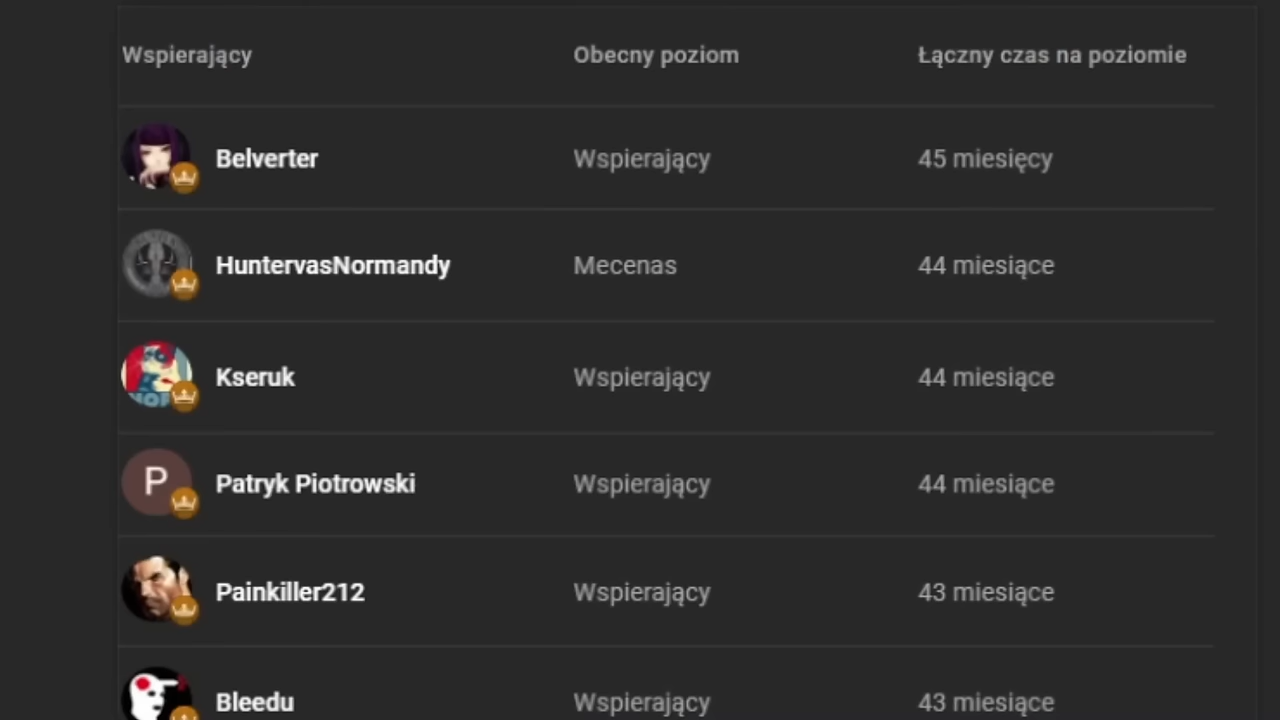 Wspierający Obecny poziom Łączny czas na poziomie
Belverter Wspierający 45 miesięcy
HuntervasNormandy Mecenas 44 miesiące
Kseruk Wspierający 44 miesiące
P Patryk Piotrowski Wspierający 44 miesiące
Painkiller212 Wspierający 43 miesiące
Bleedu Wspierający 43 miesiące